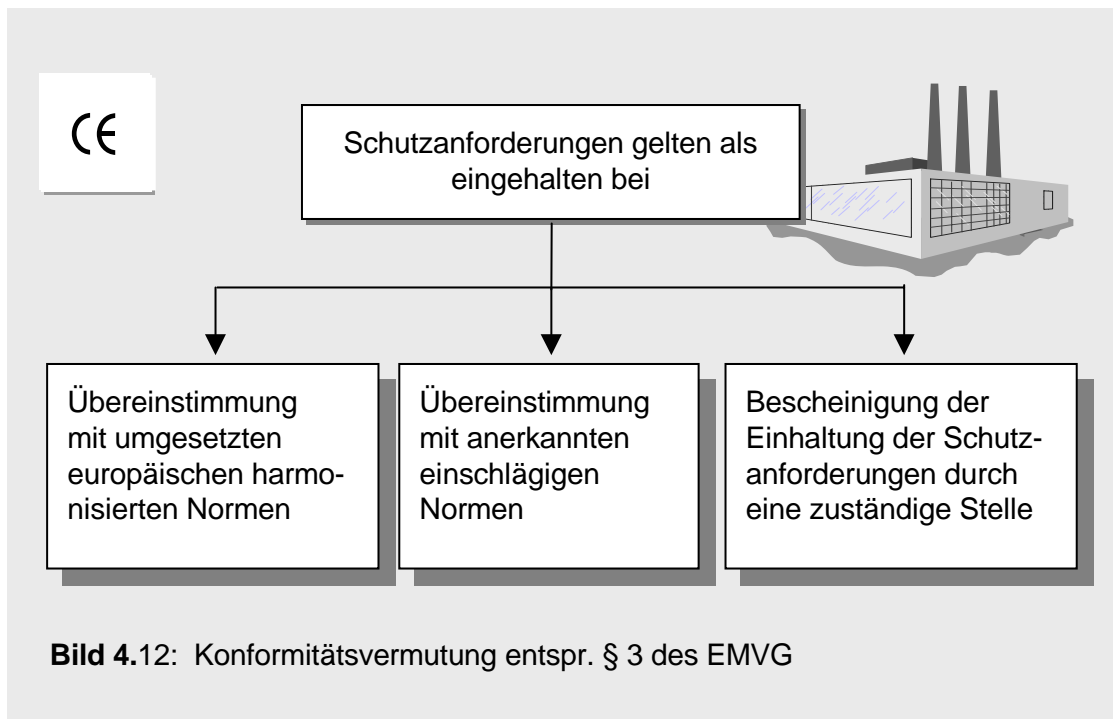 CE
Schutzanforderungen gelten als
eingehalten bei
Übereinstimmung
mit umgesetzten
europäischen harmo-
nisierten Normen
Übereinstimmung
mit anerkannten
einschlägigen
Normen
Bescheinigung der
Einhaltung der Schutz-
anforderungen durch
eine zuständige Stelle
Bild 4.12: Konformitätsvermutung entspr. § 3 des EMVG